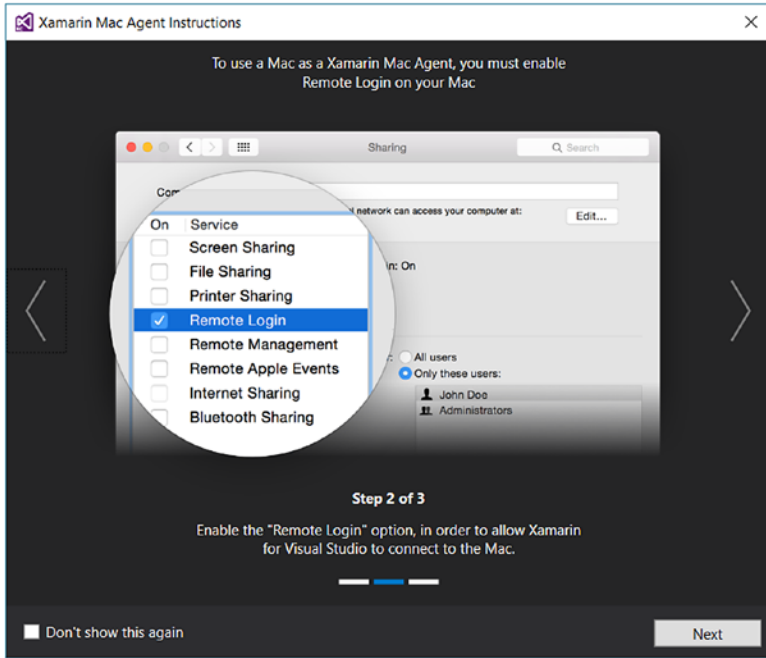 Xamarin Mac Agent Instructions
To use a Mac as a Xamarin Mac Agent, you must enable
Remote Login on your Mac
Sharing
Search
network can access your computer at:
Edit...
On Service
Screen Sharing
File Sharing
Printer Sharing
Remote Login
Remote Management
Remote Apple Events
Internet Sharing
Bluetooth Sharing
On
All users
Only these users:
John Doe
Administrators
Step 2 of 3
Enable the "Remote Login" option, in order to allow Xamarin
for Visual Studio to connect to the Mac.
Don't show this again
Next